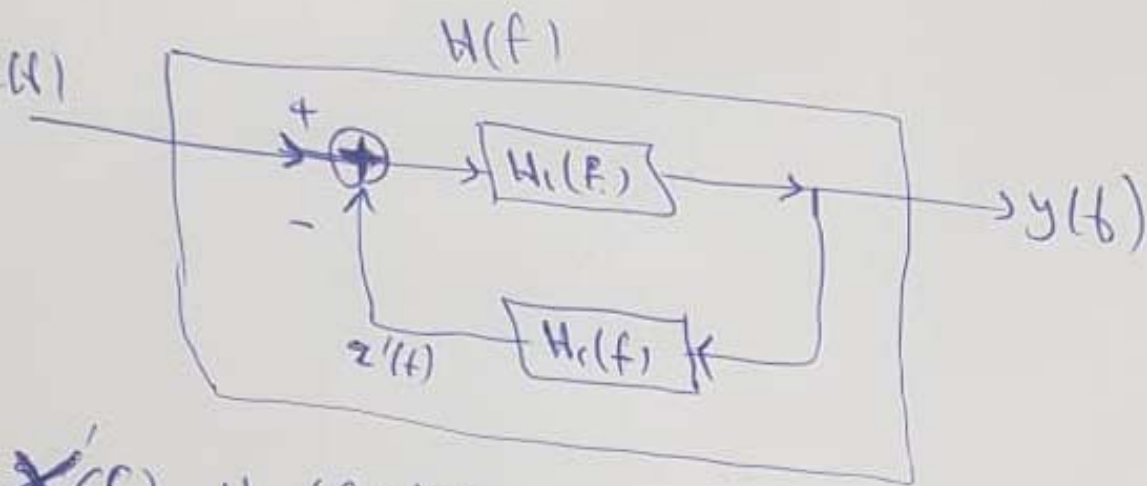 H(f)
(t)
+
H₁(f)
y(t)
-
z'(t)
H₁(f)
X'(f)